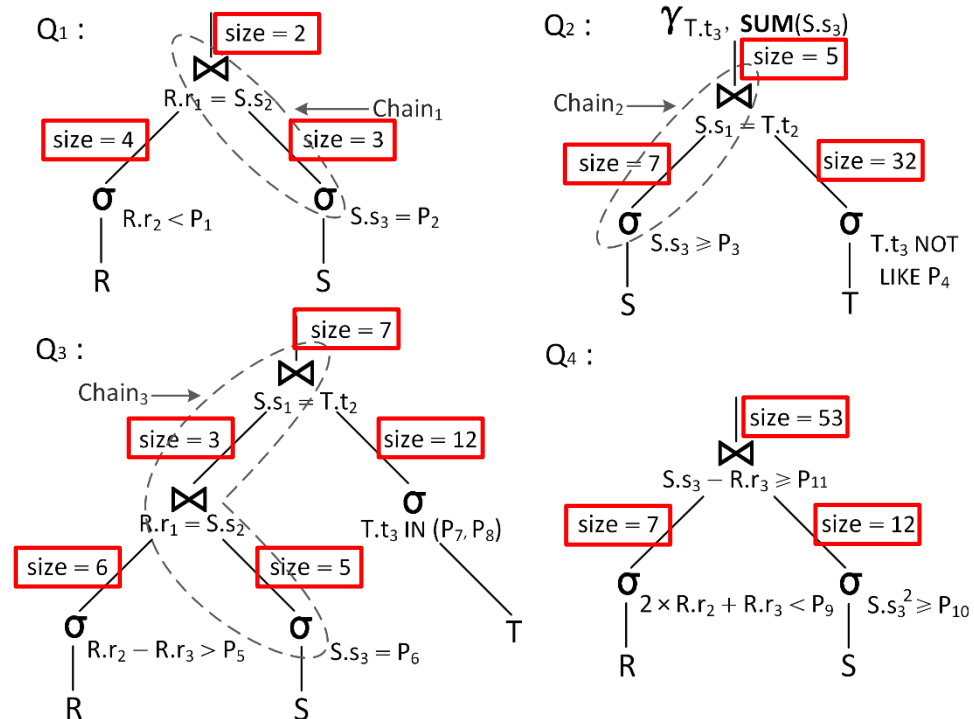 Q₁ :
size = 2
R.r₁ = S.s₂
Chain₁
size = 4
size = 3
σ
R.r₂ < P₁
σ
S.s₃ = P₂
R
S
Q₂ :
γ T.t₃, SUM(S.s₃)
size = 5
Chain₂
S.s₁ = T.t₂
size = 7
size = 32
σ
S.s₃ ⩾ P₃
σ
T.t₃ NOT
LIKE P₄
S
T
Q₃ :
size = 7
Chain₃
S.s₁ = T.t₂
size = 3
size = 12
R.r₁ = S.s₂
σ
T.t₃ IN (P₇, P₈)
size = 6
size = 5
σ
R.r₂ − R.r₃ > P₅
σ
S.s₃ = P₆
T
R
S
Q₄ :
size = 53
S.s₃ − R.r₃ ⩾ P₁₁
size = 7
size = 12
σ
2 × R.r₂ + R.r₃ < P₉
σ
S.s₃² ⩾ P₁₀
R
S